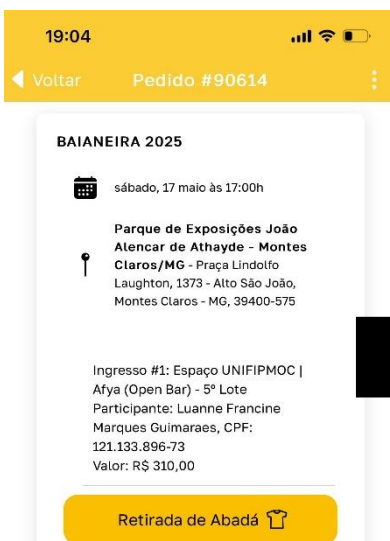 19:04
Voltar Pedido #90614
BAIANEIRA 2025
sábado, 17 maio às 17:00h
Parque de Exposições João
Alencar de Athayde - Montes
Claros/MG - Praça Lindolfo
Laughton, 1373 - Alto São João,
Montes Claros - MG, 39400-575
Ingresso #1: Espaço UNIFIPMOC |
Afya (Open Bar) - 5º Lote
Participante: Luanne Francine
Marques Guimaraes, CPF:
121.133.896-73
Valor: R$ 310,00
Retirada de Abadá